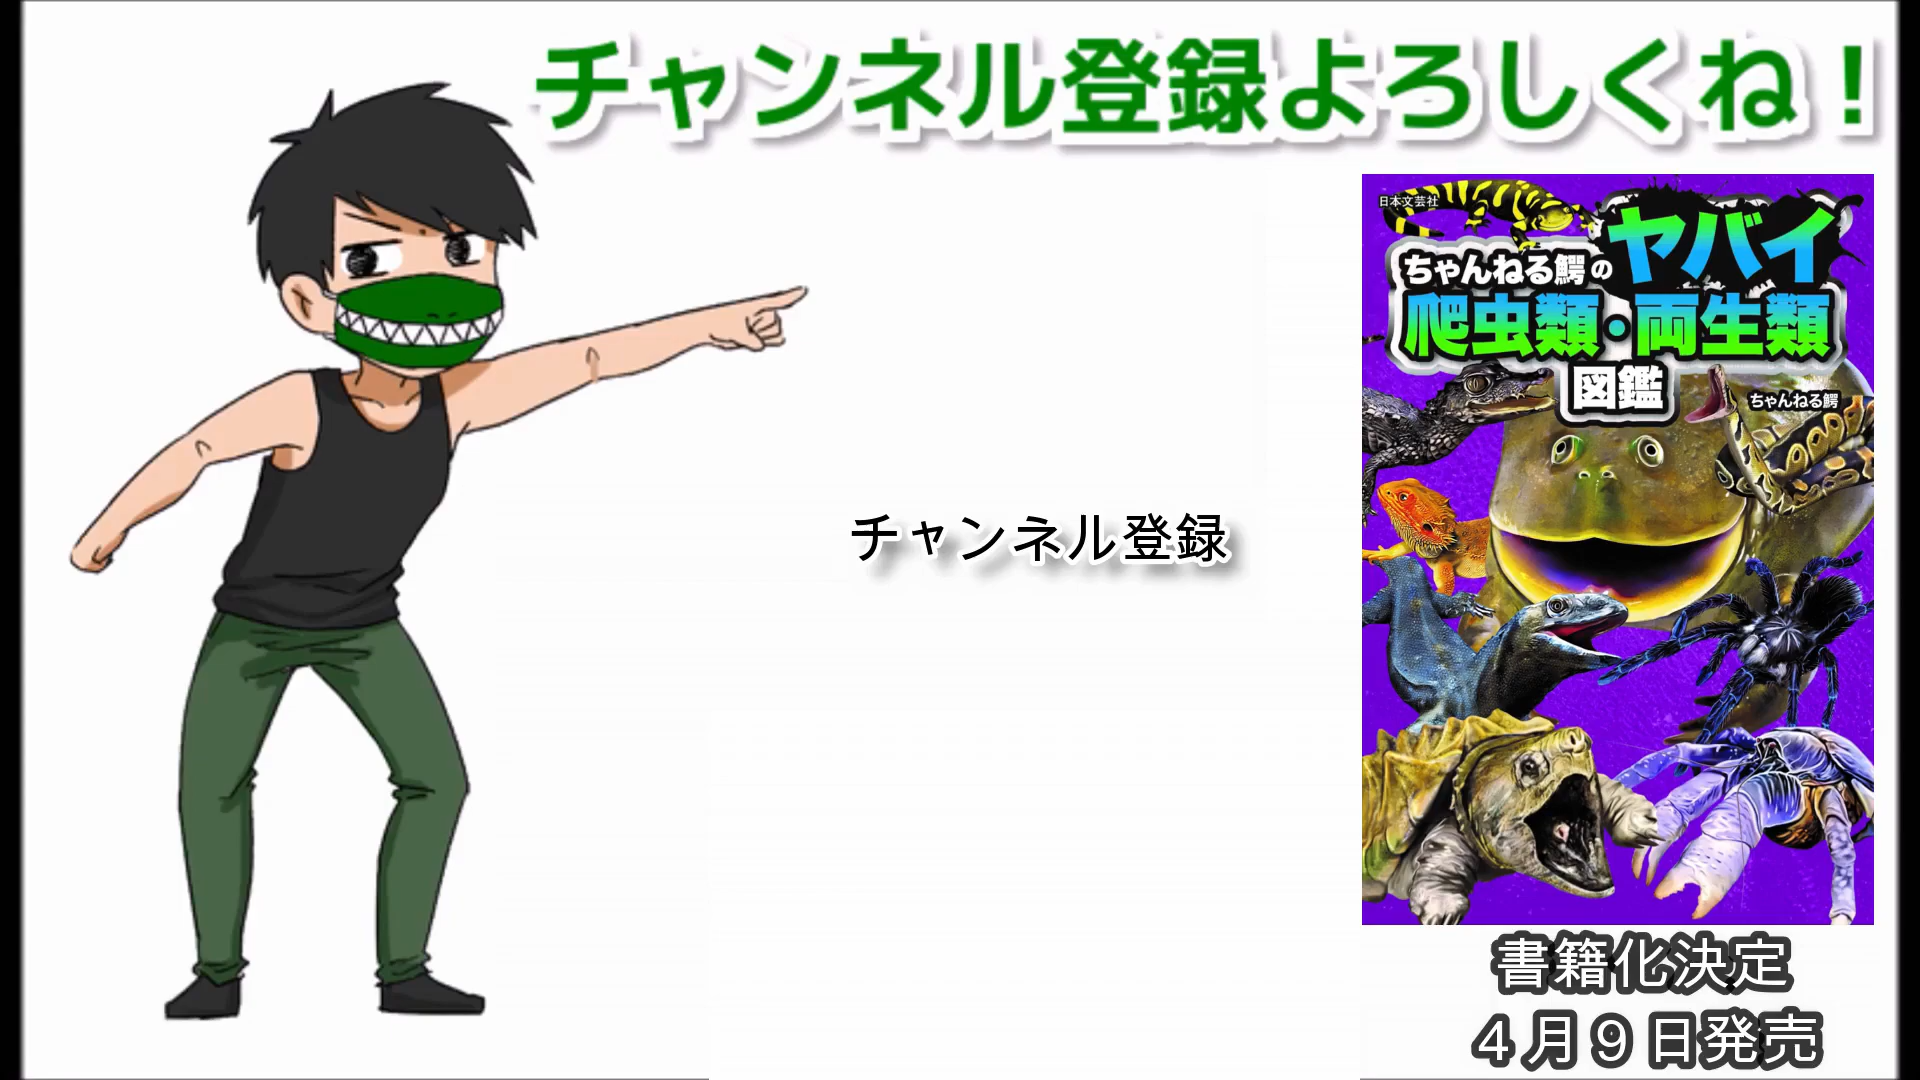 チャンネル登録よろしくね！
日本文芸社
ちゃんねる鰐の
ヤバイ
爬虫類・両生類
図鑑
ちゃんねる鰐
チャンネル登録
書籍化決定
４月９日発売